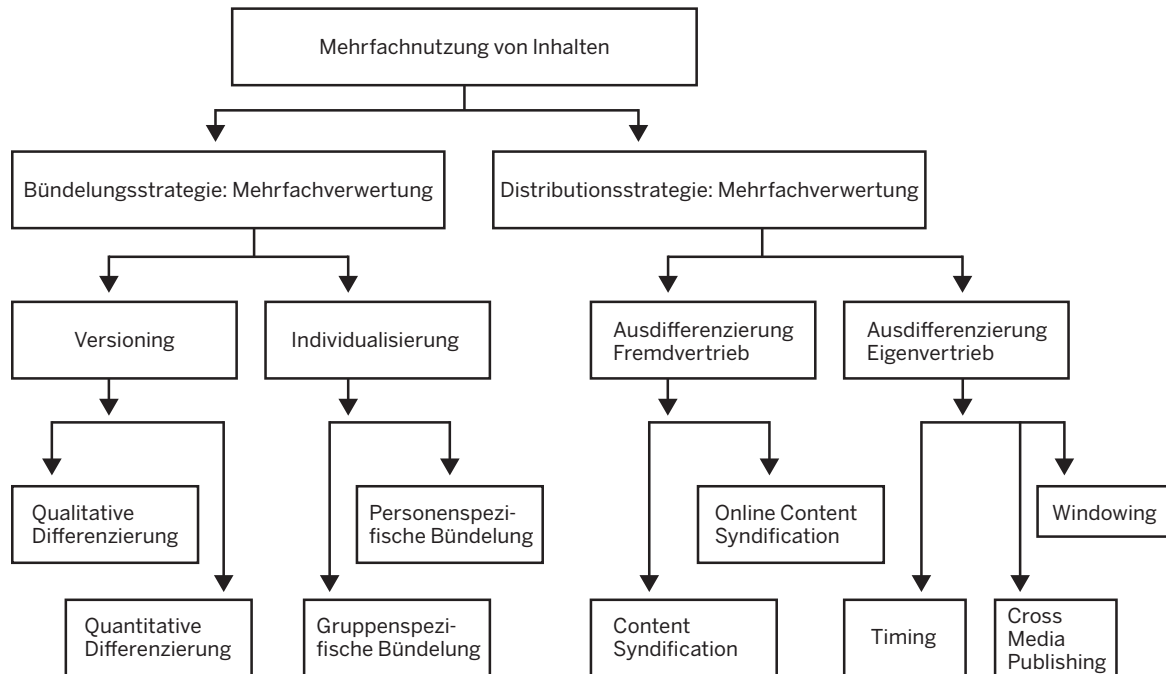 Mehrfachnutzung von Inhalten
Bündelungsstrategie: Mehrfachverwertung
Distributionsstrategie: Mehrfachverwertung
Versioning
Individualisierung
Ausdifferenzierung
Fremdvertrieb
Ausdifferenzierung
Eigenvertrieb
Qualitative
Differenzierung
Personenspezi-
fische Bündelung
Online Content
Syndification
Windowing
Quantitative
Differenzierung
Gruppenspezi-
fische Bündelung
Content
Syndification
Timing
Cross
Media
Publishing